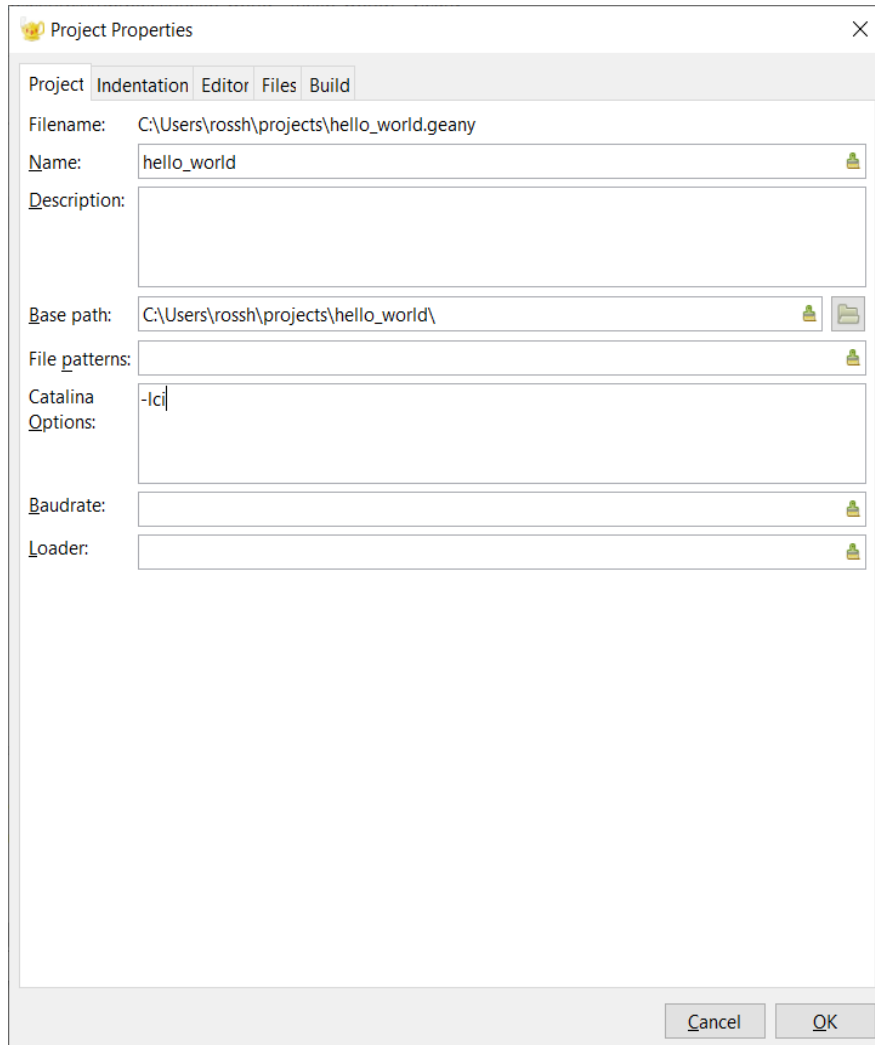 Project Properties
Project Indentation Editor Files Build
Filename: C:\Users\rossh\projects\hello_world.geany
Name: hello_world
Description:
Base path: C:\Users\rossh\projects\hello_world\
File patterns:
Catalina
Options: -lci
Baudrate:
Loader:
Cancel OK